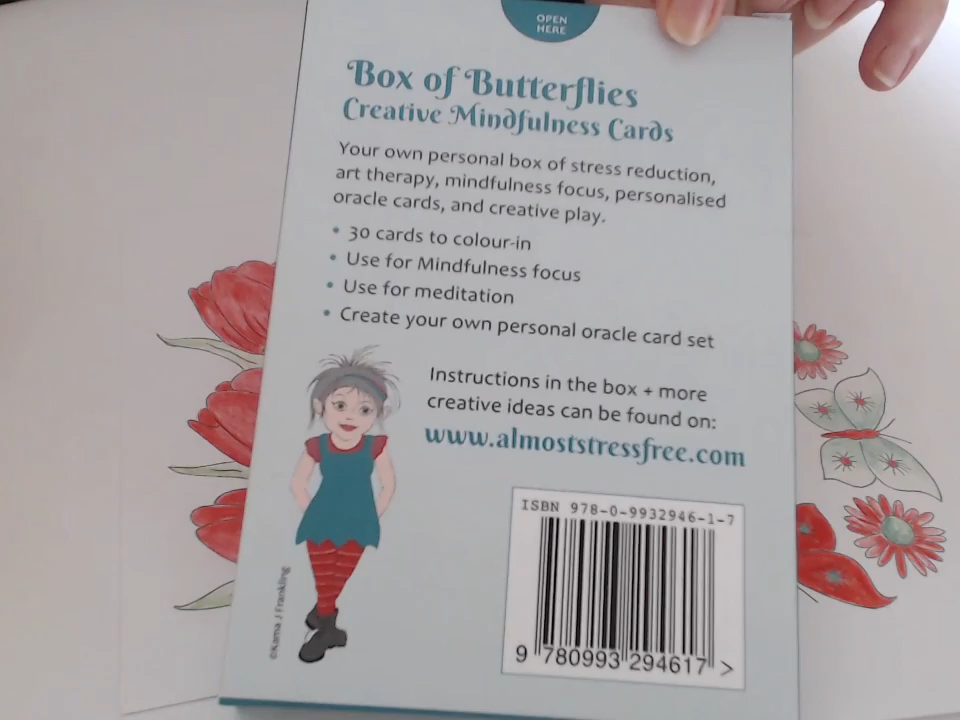 OPEN
HERE
Box of Butterflies
Creative Mindfulness Cards
Your own personal box of stress reduction,
art therapy, mindfulness focus, personalised
oracle cards, and creative play.
• 30 cards to colour-in
• Use for Mindfulness focus
• Use for meditation
• Create your own personal oracle card set
Instructions in the box + more
creative ideas can be found on:
www.almoststressfree.com
©Kama J Frankling
ISBN 978-0-9932946-1-7
9 780993 294617 >